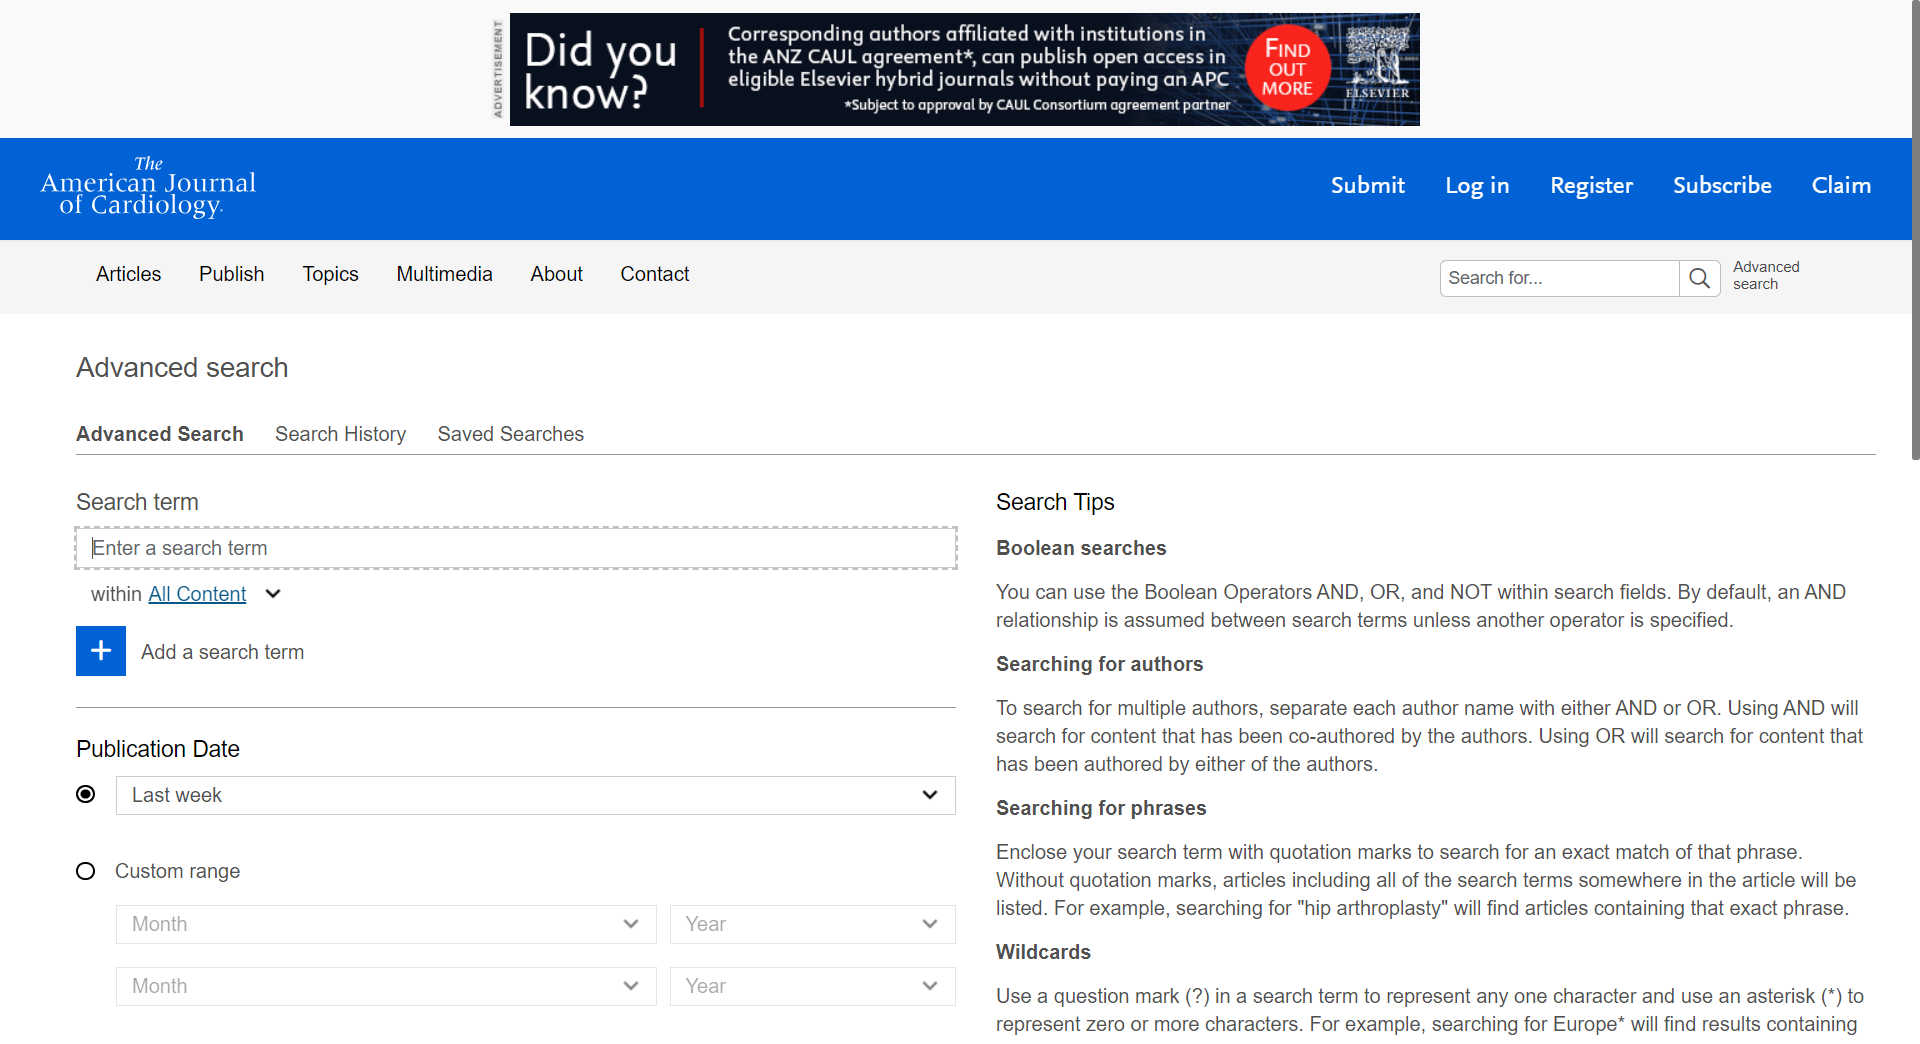 ADVERTISEMENT
Did you
know?
Corresponding authors affiliated with institutions in
the ANZ CAUL agreement*, can publish open access in
eligible Elsevier hybrid journals without paying an APC
*Subject to approval by CAUL Consortium agreement partner
FIND
OUT
MORE
ELSEVIER
The
American Journal
of Cardiology.
Submit
Log in
Register
Subscribe
Claim
Articles
Publish
Topics
Multimedia
About
Contact
Search for...
Advanced
search
Advanced search
Advanced Search
Search History
Saved Searches
Search term
Enter a search term
within All Content
Add a search term
Publication Date
Last week
Custom range
Month
Year
Month
Year
Search Tips
Boolean searches
You can use the Boolean Operators AND, OR, and NOT within search fields. By default, an AND
relationship is assumed between search terms unless another operator is specified.
Searching for authors
To search for multiple authors, separate each author name with either AND or OR. Using AND will
search for content that has been co-authored by the authors. Using OR will search for content that
has been authored by either of the authors.
Searching for phrases
Enclose your search term with quotation marks to search for an exact match of that phrase.
Without quotation marks, articles including all of the search terms somewhere in the article will be
listed. For example, searching for "hip arthroplasty" will find articles containing that exact phrase.
Wildcards
Use a question mark (?) in a search term to represent any one character and use an asterisk (*) to
represent zero or more characters. For example, searching for Europe* will find results containing